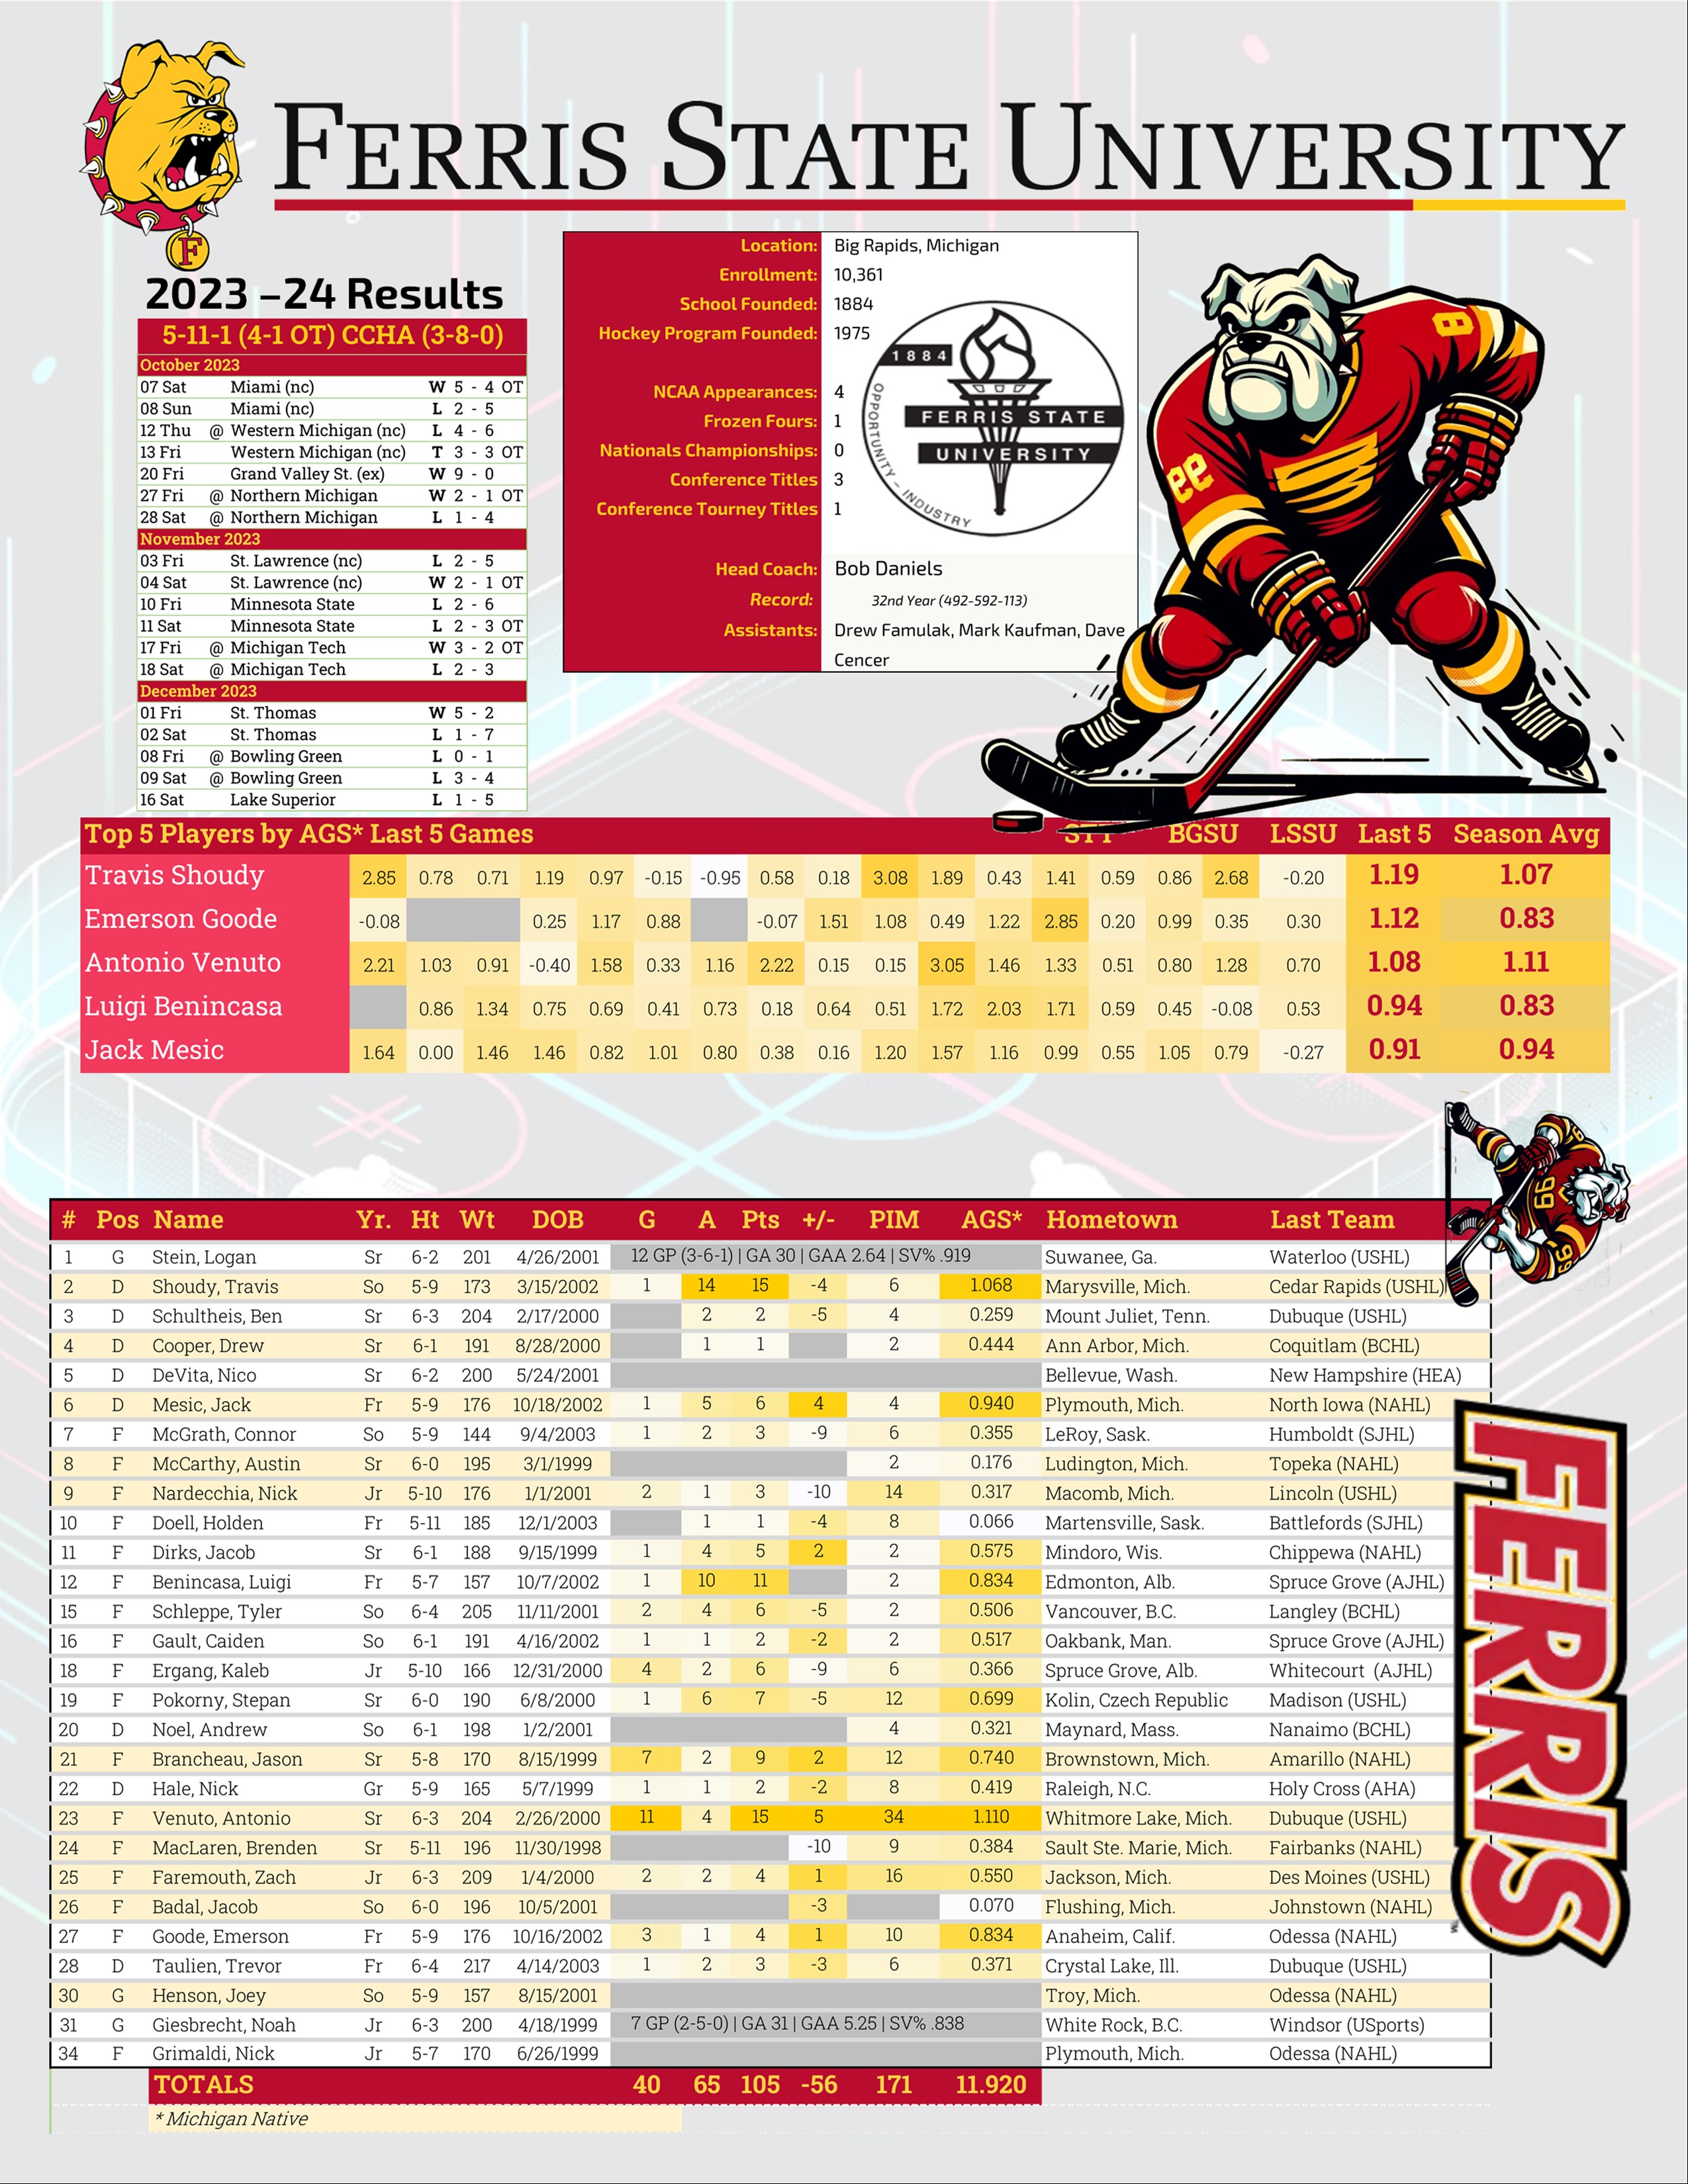 FERRIS STATE UNIVERSITY
F
2023 –24 Results
5-11-1 (4-1 OT) CCHA (3-8-0)
October 2023
07 Sat Miami (nc) W 5 - 4 OT
08 Sun Miami (nc) L 2 - 5
12 Thu @ Western Michigan (nc) L 4 - 6
13 Fri Western Michigan (nc) T 3 - 3 OT
20 Fri Grand Valley St. (ex) W 9 - 0
27 Fri @ Northern Michigan W 2 - 1 OT
28 Sat @ Northern Michigan L 1 - 4
November 2023
03 Fri St. Lawrence (nc) L 2 - 5
04 Sat St. Lawrence (nc) W 2 - 1 OT
10 Fri Minnesota State L 2 - 6
11 Sat Minnesota State L 2 - 3 OT
17 Fri @ Michigan Tech W 3 - 2 OT
18 Sat @ Michigan Tech L 2 - 3
December 2023
01 Fri St. Thomas W 5 - 2
02 Sat St. Thomas L 1 - 7
08 Fri @ Bowling Green L 0 - 1
09 Sat @ Bowling Green L 3 - 4
16 Sat Lake Superior L 1 - 5
Location: Big Rapids, Michigan
Enrollment: 10,361
School Founded: 1884
Hockey Program Founded: 1975
NCAA Appearances: 4
Frozen Fours: 1
Nationals Championships: 0
Conference Titles 3
Conference Tourney Titles 1
Head Coach: Bob Daniels
Record: 32nd Year (492-592-113)
Assistants: Drew Famulak, Mark Kaufman, Dave
Cencer
1884
FERRIS STATE
UNIVERSITY
OPPORTUNITY – INDUSTRY
Top 5 Players by AGS* Last 5 Games STT BGSU LSSU Last 5 Season Avg
Travis Shoudy 2.85 0.78 0.71 1.19 0.97 -0.15 -0.95 0.58 0.18 3.08 1.89 0.43 1.41 0.59 0.86 2.68 -0.20 1.19 1.07
Emerson Goode -0.08 0.25 1.17 0.88 -0.07 1.51 1.08 0.49 1.22 2.85 0.20 0.99 0.35 0.30 1.12 0.83
Antonio Venuto 2.21 1.03 0.91 -0.40 1.58 0.33 1.16 2.22 0.15 0.15 3.05 1.46 1.33 0.51 0.80 1.28 0.70 1.08 1.11
Luigi Benincasa 0.86 1.34 0.75 0.69 0.41 0.73 0.18 0.64 0.51 1.72 2.03 1.71 0.59 0.45 -0.08 0.53 0.94 0.83
Jack Mesic 1.64 0.00 1.46 1.46 0.82 1.01 0.80 0.38 0.16 1.20 1.57 1.16 0.99 0.55 1.05 0.79 -0.27 0.91 0.94
# Pos Name Yr. Ht Wt DOB G A Pts +/- PIM AGS* Hometown Last Team
1 G Stein, Logan Sr 6-2 201 4/26/2001 12 GP (3-6-1) | GA 30 | GAA 2.64 | SV% .919 Suwanee, Ga. Waterloo (USHL)
2 D Shoudy, Travis So 5-9 173 3/15/2002 1 14 15 -4 6 1.068 Marysville, Mich. Cedar Rapids (USHL)
3 D Schultheis, Ben Sr 6-3 204 2/17/2000 2 2 -5 4 0.259 Mount Juliet, Tenn. Dubuque (USHL)
4 D Cooper, Drew Sr 6-1 191 8/28/2000 1 1 2 0.444 Ann Arbor, Mich. Coquitlam (BCHL)
5 D DeVita, Nico Sr 6-2 200 5/24/2001 Bellevue, Wash. New Hampshire (HEA)
6 D Mesic, Jack Fr 5-9 176 10/18/2002 1 5 6 4 4 0.940 Plymouth, Mich. North Iowa (NAHL)
7 F McGrath, Connor So 5-9 144 9/4/2003 1 2 3 -9 6 0.355 LeRoy, Sask. Humboldt (SJHL)
8 F McCarthy, Austin Sr 6-0 195 3/1/1999 2 0.176 Ludington, Mich. Topeka (NAHL)
9 F Nardecchia, Nick Jr 5-10 176 1/1/2001 2 1 3 -10 14 0.317 Macomb, Mich. Lincoln (USHL)
10 F Doell, Holden Fr 5-11 185 12/1/2003 1 1 -4 8 0.066 Martensville, Sask. Battlefords (SJHL)
11 F Dirks, Jacob Sr 6-1 188 9/15/1999 1 4 5 2 2 0.575 Mindoro, Wis. Chippewa (NAHL)
12 F Benincasa, Luigi Fr 5-7 157 10/7/2002 1 10 11 2 0.834 Edmonton, Alb. Spruce Grove (AJHL)
15 F Schleppe, Tyler So 6-4 205 11/11/2001 2 4 6 -5 2 0.506 Vancouver, B.C. Langley (BCHL)
16 F Gault, Caiden So 6-1 191 4/16/2002 1 1 2 -2 2 0.517 Oakbank, Man. Spruce Grove (AJHL)
18 F Ergang, Kaleb Jr 5-10 166 12/31/2000 4 2 6 -9 6 0.366 Spruce Grove, Alb. Whitecourt (AJHL)
19 F Pokorny, Stepan Sr 6-0 190 6/8/2000 1 6 7 -5 12 0.699 Kolin, Czech Republic Madison (USHL)
20 D Noel, Andrew So 6-1 198 1/2/2001 4 0.321 Maynard, Mass. Nanaimo (BCHL)
21 F Brancheau, Jason Sr 5-8 170 8/15/1999 7 2 9 2 12 0.740 Brownstown, Mich. Amarillo (NAHL)
22 D Hale, Nick Gr 5-9 165 5/7/1999 1 1 2 -2 8 0.419 Raleigh, N.C. Holy Cross (AHA)
23 F Venuto, Antonio Sr 6-3 204 2/26/2000 11 4 15 5 34 1.110 Whitmore Lake, Mich. Dubuque (USHL)
24 F MacLaren, Brenden Sr 5-11 196 11/30/1998 -10 9 0.384 Sault Ste. Marie, Mich. Fairbanks (NAHL)
25 F Faremouth, Zach Jr 6-3 209 1/4/2000 2 2 4 1 16 0.550 Jackson, Mich. Des Moines (USHL)
26 F Badal, Jacob So 6-0 196 10/5/2001 -3 0.070 Flushing, Mich. Johnstown (NAHL)
27 F Goode, Emerson Fr 5-9 176 10/16/2002 3 1 4 1 10 0.834 Anaheim, Calif. Odessa (NAHL)
28 D Taulien, Trevor Fr 6-4 217 4/14/2003 1 2 3 -3 6 0.371 Crystal Lake, Ill. Dubuque (USHL)
30 G Henson, Joey So 5-9 157 8/15/2001 Troy, Mich. Odessa (NAHL)
31 G Giesbrecht, Noah Jr 6-3 200 4/18/1999 7 GP (2-5-0) | GA 31 | GAA 5.25 | SV% .838 White Rock, B.C. Windsor (USports)
34 F Grimaldi, Nick Jr 5-7 170 6/26/1999 Plymouth, Mich. Odessa (NAHL)
TOTALS 40 65 105 -56 171 11.920
* Michigan Native
66
FERRIS